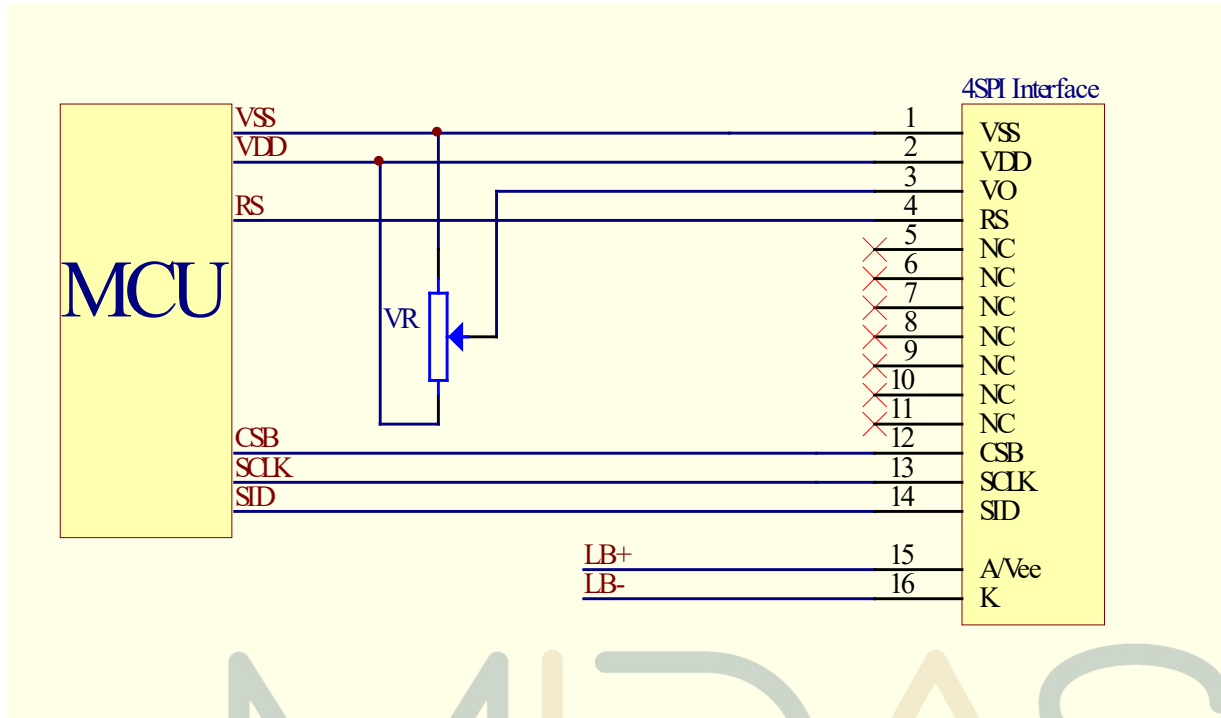 4SPI Interface
VSS 1 VSS
VDD 2 VDD
3 VO
RS 4 RS
5 NC
6 NC
MCU
7 NC
VR
8 NC
9 NC
10 NC
11 NC
CSB 12 CSB
SCLK 13 SCLK
SID 14 SID
LB+ 15 A/Vee
LB- 16 K
MIDAS